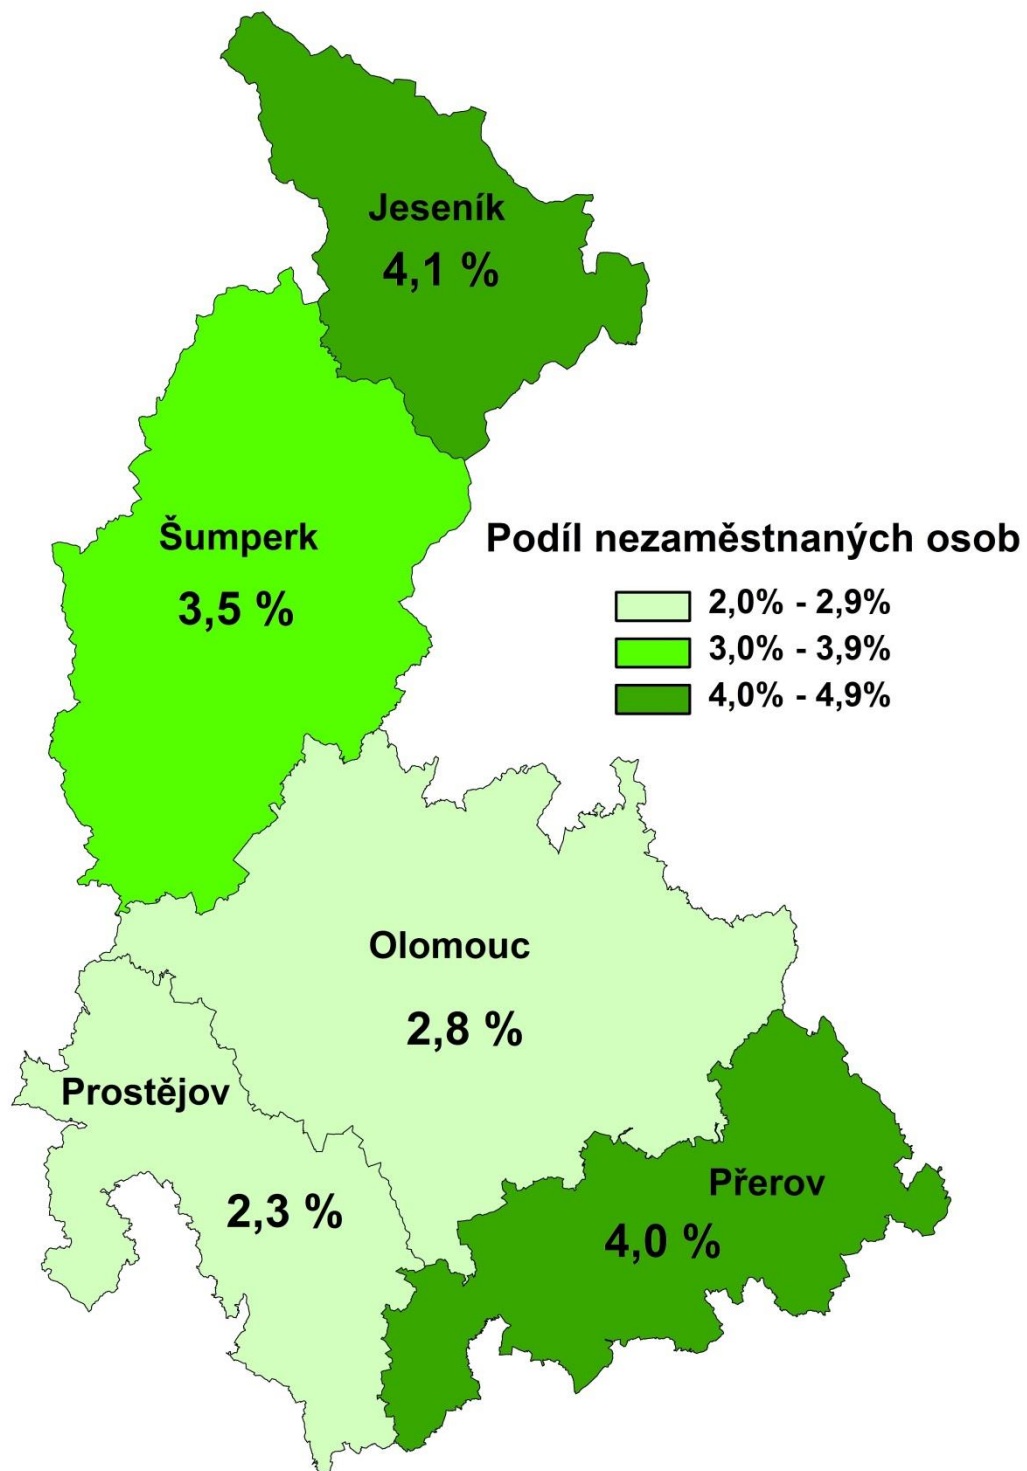 Jeseník
4,1 %
Šumperk
3,5 %
Podíl nezaměstnaných osob
2,0% - 2,9%
3,0% - 3,9%
4,0% - 4,9%
Olomouc
2,8 %
Prostějov
2,3 %
Přerov
4,0 %